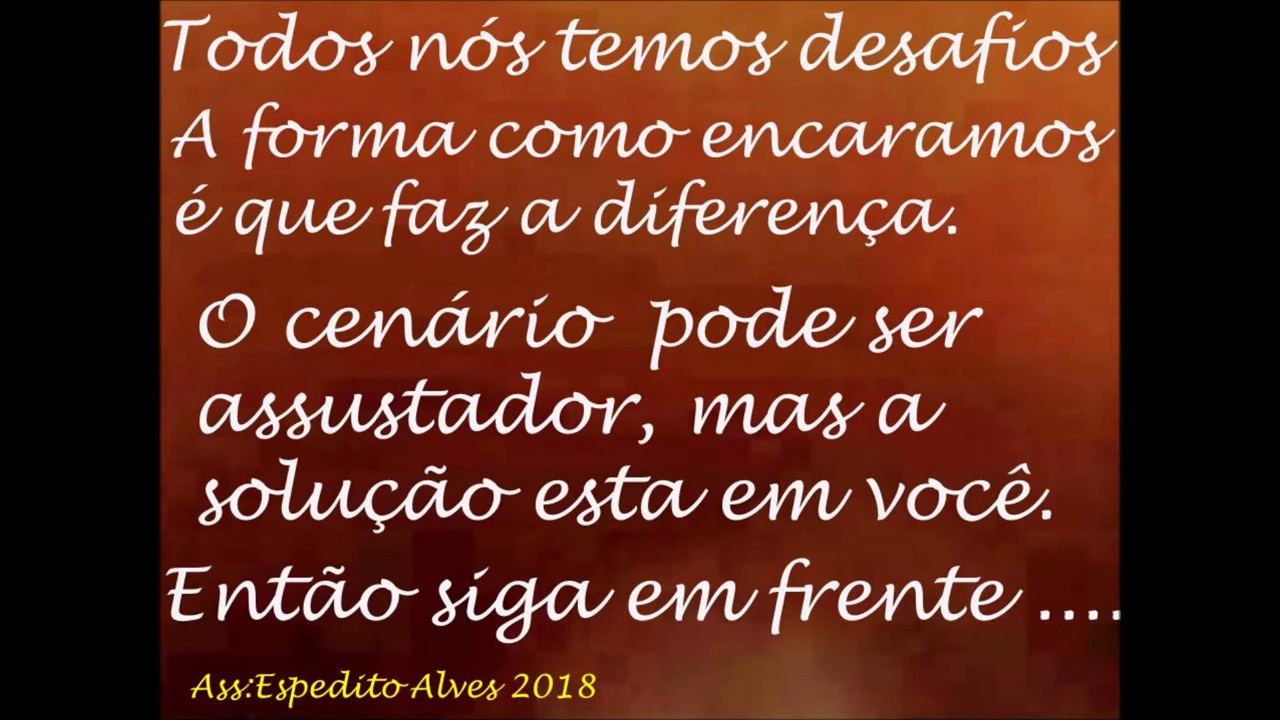 Todos nós temos desafios
A forma como encaramos
é que faz a diferença.
O cenário pode ser
assustador, mas a
solução esta em você.
Então siga em frente ....
Ass:Espedito Alves 2018